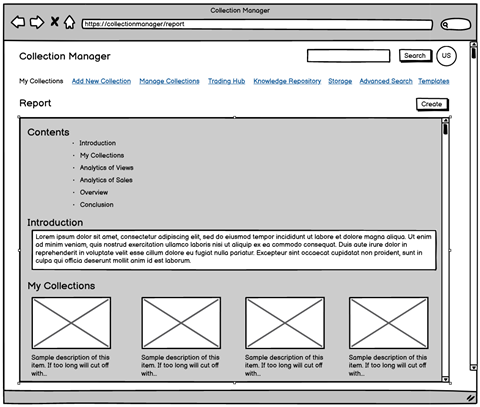 Collection Manager
https://collectionmanager/report
Collection Manager
Search
US
My Collections Add New Collection Manage Collections Trading Hub Knowledge Repository Storage Advanced Search Templates
Report
Create
Contents
• Introduction
• My Collections
• Analytics of Views
• Analytics of Sales
• Overview
• Conclusion
Introduction
Lorem ipsum dolor sit amet, consectetur adipiscing elit, sed do eiusmod tempor incididunt ut labore et dolore magna aliqua. Ut enim
ad minim veniam, quis nostrud exercitation ullamco laboris nisi ut aliquip ex ea commodo consequat. Duis aute irure dolor in
reprehenderit in voluptate velit esse cillum dolore eu fugiat nulla pariatur. Excepteur sint occaecat cupidatat non proident, sunt in
culpa qui officia deserunt mollit anim id est laborum.
My Collections
Sample description of this
item. If too long will cut off
with...
Sample description of this
item. If too long will cut off
with...
Sample description of this
item. If too long will cut off
with...
Sample description of this
item. If too long will cut off
with...